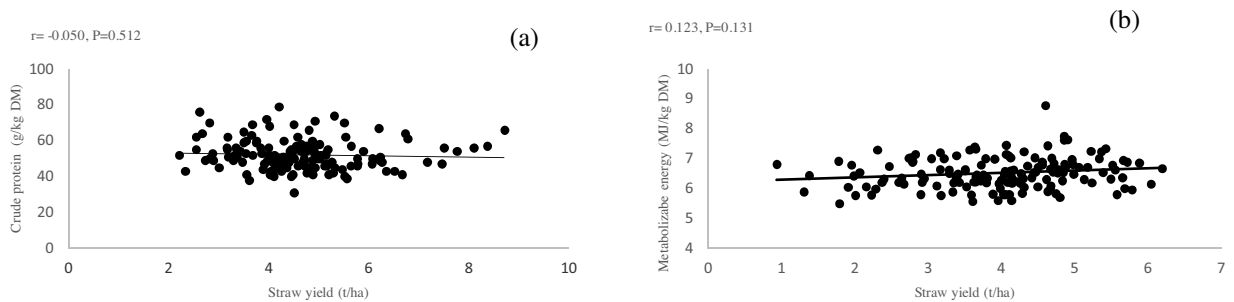 r= -0.050, P=0.512
(a)
Crude protein (g/kg DM)
100
80
60
40
20
0
0 2 4 6 8 10
Straw yield (t/ha)
r= 0.123, P=0.131
(b)
Metabolizabe energy (MJ/kg DM)
10
9
8
7
6
5
4
0 1 2 3 4 5 6 7
Straw yield (t/ha)